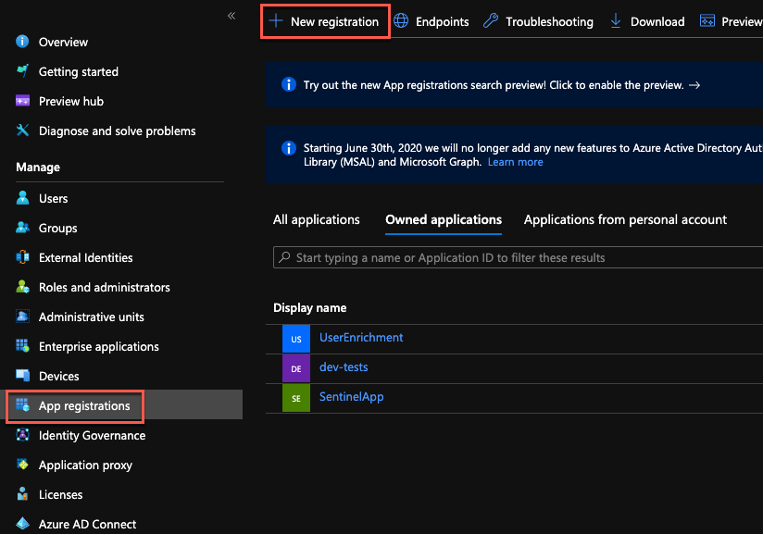 «
Overview
Getting started
Preview hub
Diagnose and solve problems
Manage
Users
Groups
External Identities
Roles and administrators
Administrative units
Enterprise applications
Devices
App registrations
Identity Governance
Application proxy
Licenses
Azure AD Connect
New registration Endpoints Troubleshooting Download Preview
Try out the new App registrations search preview! Click to enable the preview. →
Starting June 30th, 2020 we will no longer add any new features to Azure Active Directory Aut
Library (MSAL) and Microsoft Graph. Learn more
All applications Owned applications Applications from personal account
Start typing a name or Application ID to filter these results
Display name
US UserEnrichment
DE dev-tests
SE SentinelApp